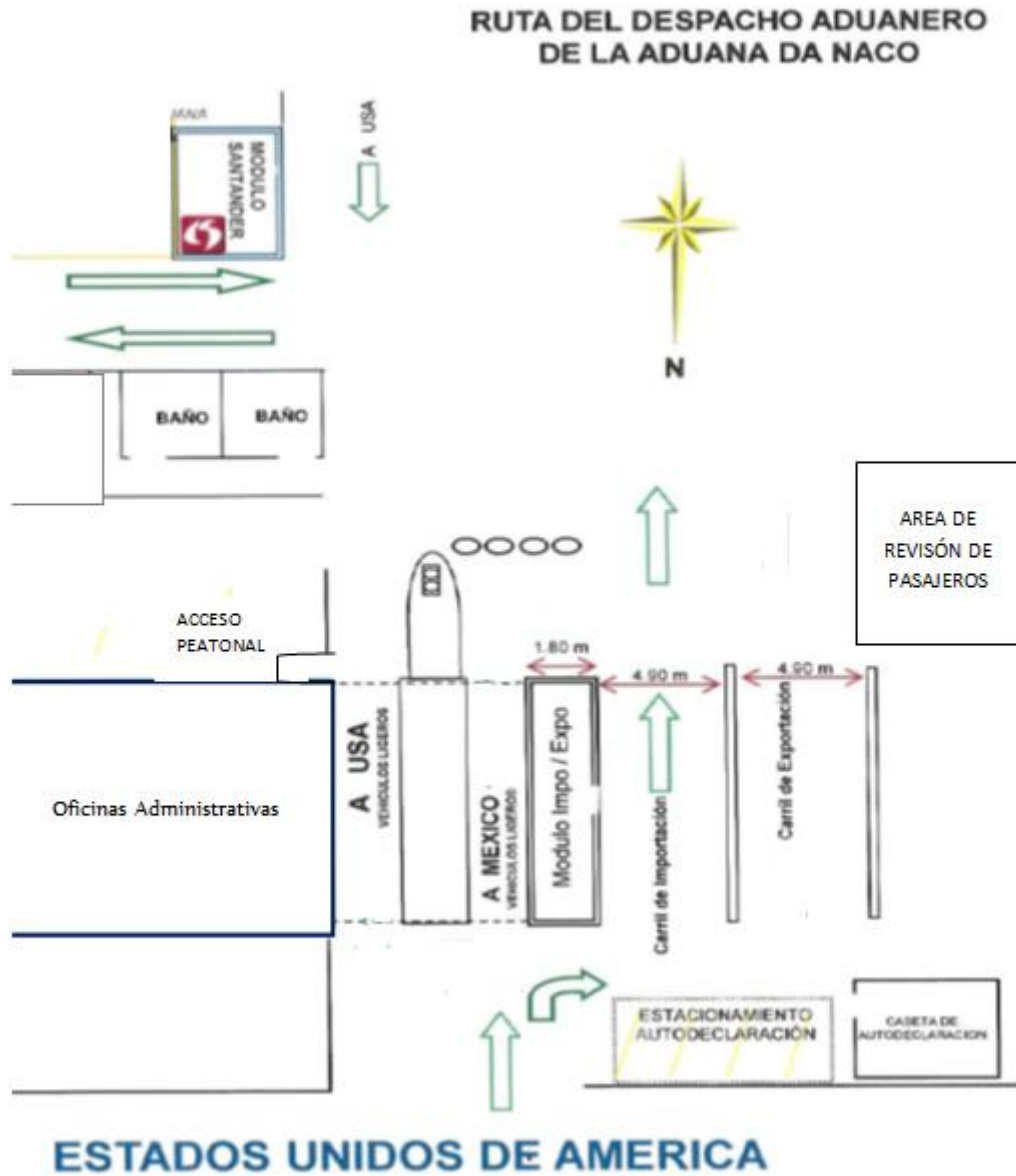 RUTA DEL DESPACHO ADUANERO
DE LA ADUANA DA NACO
MODULO
SANTANDER
A USA
N
BAÑO
BAÑO
AREA DE
REVISÓN DE
PASAJEROS
ACCESO
PEATONAL
1.80 m
4.90 m
4.90 m
Oficinas Administrativas
A USA
VEHICULOS LIGEROS
A MEXICO
VEHICULOS LIGEROS
Modulo Impo / Expo
Carril de Importación
Carril de Exportación
ESTACIONAMIENTO
AUTODECLARACIÓN
CASETA DE
AUTODECLARACION
ESTADOS UNIDOS DE AMERICA